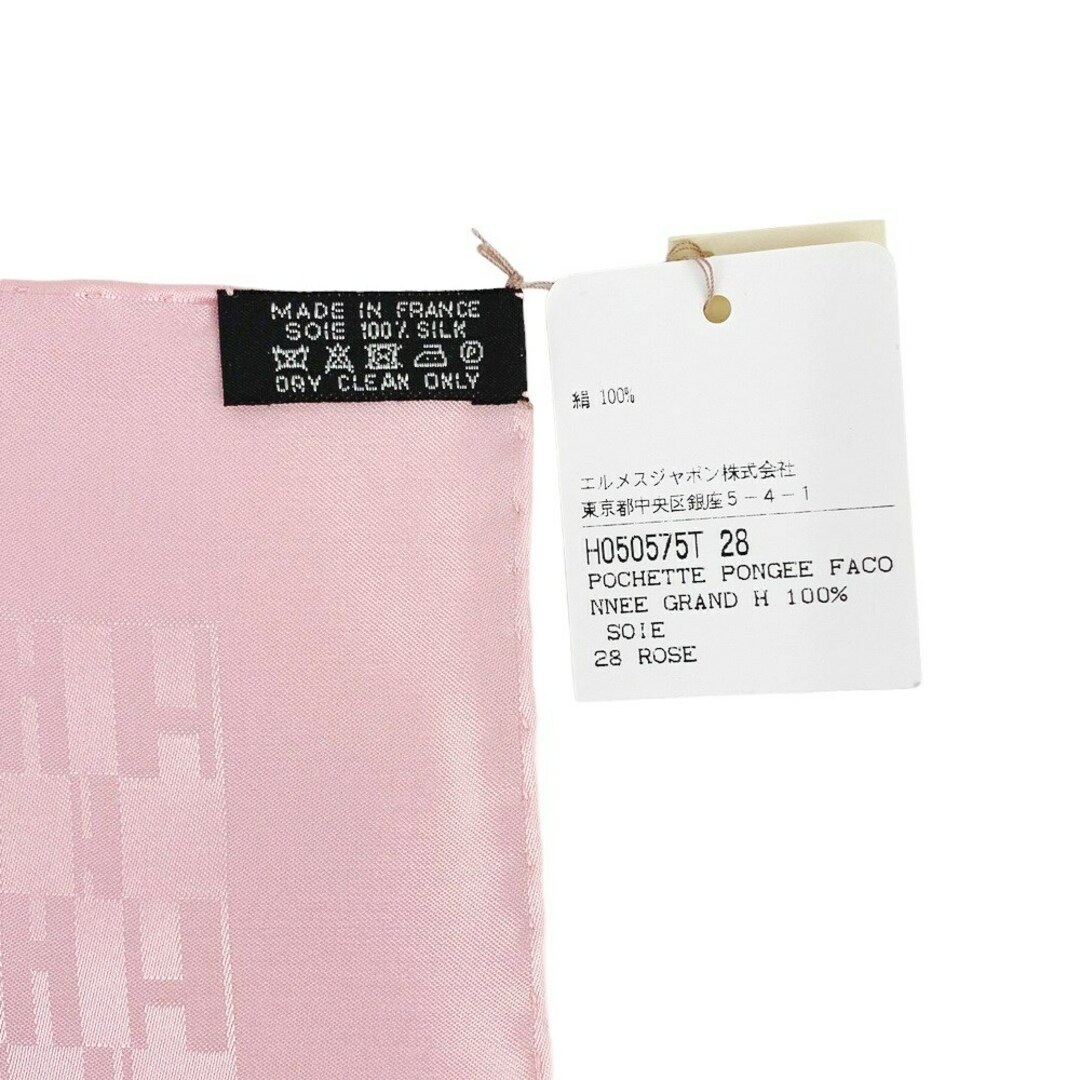 MADE IN FRANCE
SOIE 100% SILK
DRY CLEAN ONLY
絹 100%
エルメスジャポン株式会社
東京都中央区銀座5-4-1
H050575T 28
POCHETTE PONGEE FACO
NNEE GRAND H 100%
SOIE
28 ROSE